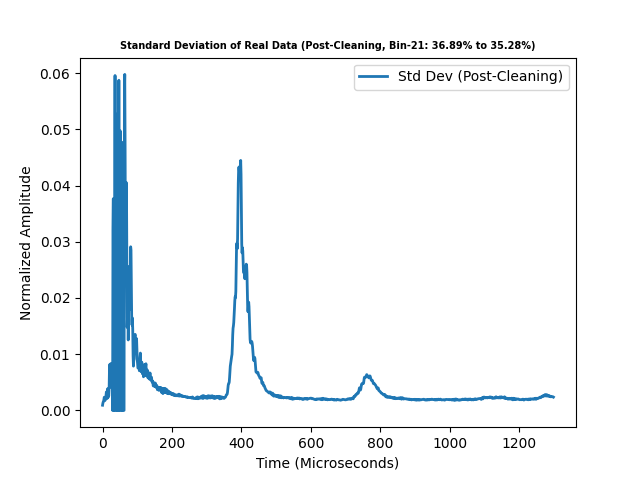 Standard Deviation of Real Data (Post-Cleaning, Bin-21: 36.89% to 35.28%)
Std Dev (Post-Cleaning)
0.06
0.05
0.04
0.03
0.02
0.01
0.00
Normalized Amplitude
0 200 400 600 800 1000 1200
Time (Microseconds)